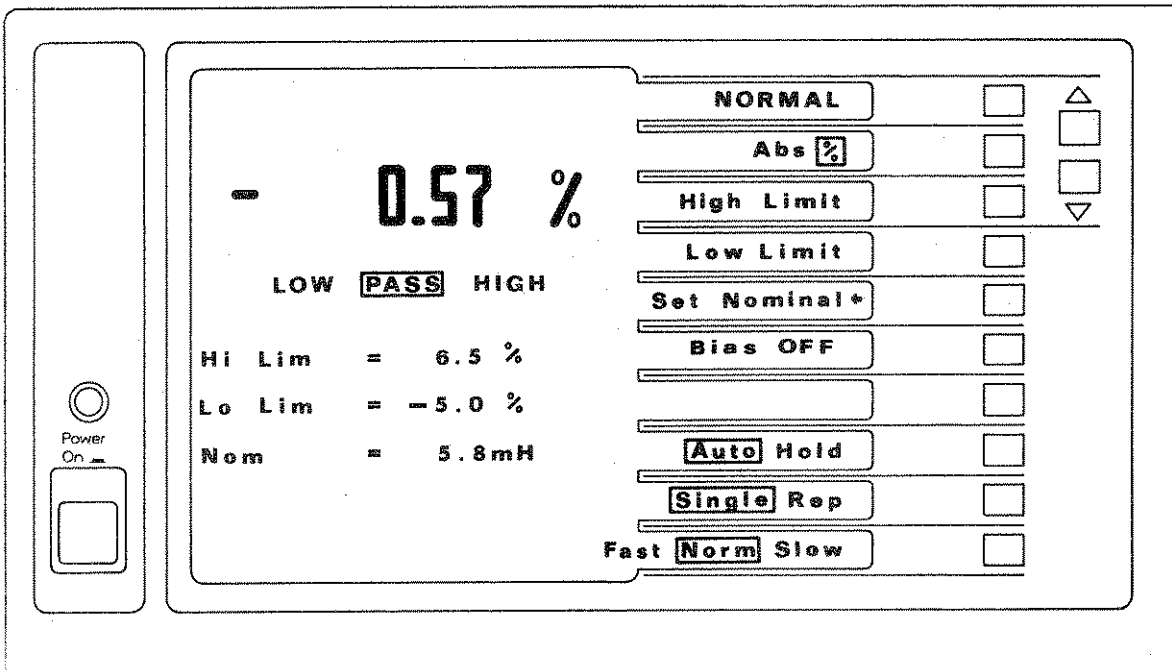 - 0.57 %
LOW PASS HIGH
Hi Lim = 6.5 %
Lo Lim = -5.0 %
Nom = 5.8mH
NORMAL
Abs %
High Limit
Low Limit
Set Nominal←
Bias OFF
Auto Hold
Single Rep
Fast Norm Slow
Power
On